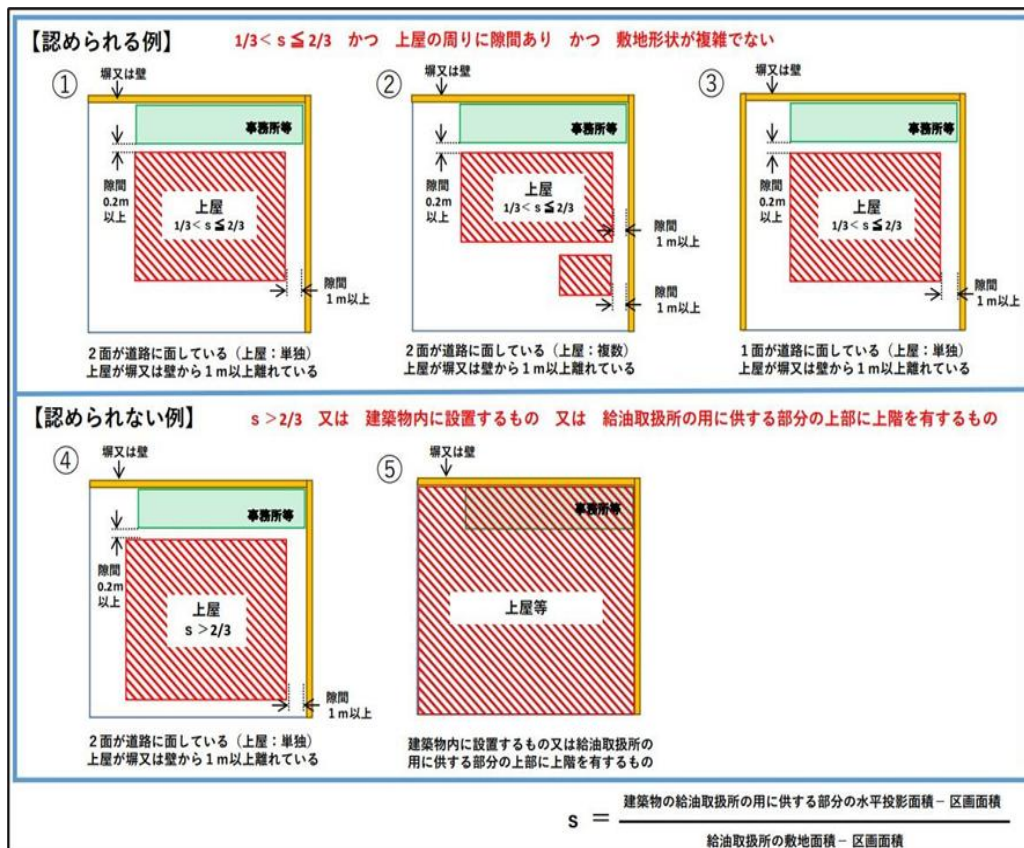 【認められる例】 1/3< s ≦ 2/3 かつ 上屋の周りに隙間あり かつ 敷地形状が複雑でない
①
塀又は壁
事務所等
隙間
0.2m
以上
上屋
1/3< s ≦ 2/3
隙間
1m以上
2面が道路に面している（上屋：単独）
上屋が塀又は壁から1m以上離れている
②
塀又は壁
事務所等
隙間
0.2m
以上
上屋
1/3< s ≦ 2/3
隙間
1m以上
隙間
1m以上
2面が道路に面している（上屋：複数）
上屋が塀又は壁から1m以上離れている
③
塀又は壁
事務所等
隙間
0.2m
以上
上屋
1/3< s ≦ 2/3
隙間
1m以上
1面が道路に面している（上屋：単独）
上屋が塀又は壁から1m以上離れている
【認められない例】 s >2/3 又は 建築物内に設置するもの 又は 給油取扱所の用に供する部分の上部に上階を有するもの
④
塀又は壁
事務所等
隙間
0.2m
以上
上屋
s >2/3
隙間
1m以上
2面が道路に面している（上屋：単独）
上屋が塀又は壁から1m以上離れている
⑤
塀又は壁
事務所等
上屋等
建築物内に設置するもの又は給油取扱所の
用に供する部分の上部に上階を有するもの
建築物の給油取扱所の用に供する部分の水平投影面積－区画面積
s ＝
給油取扱所の敷地面積－区画面積